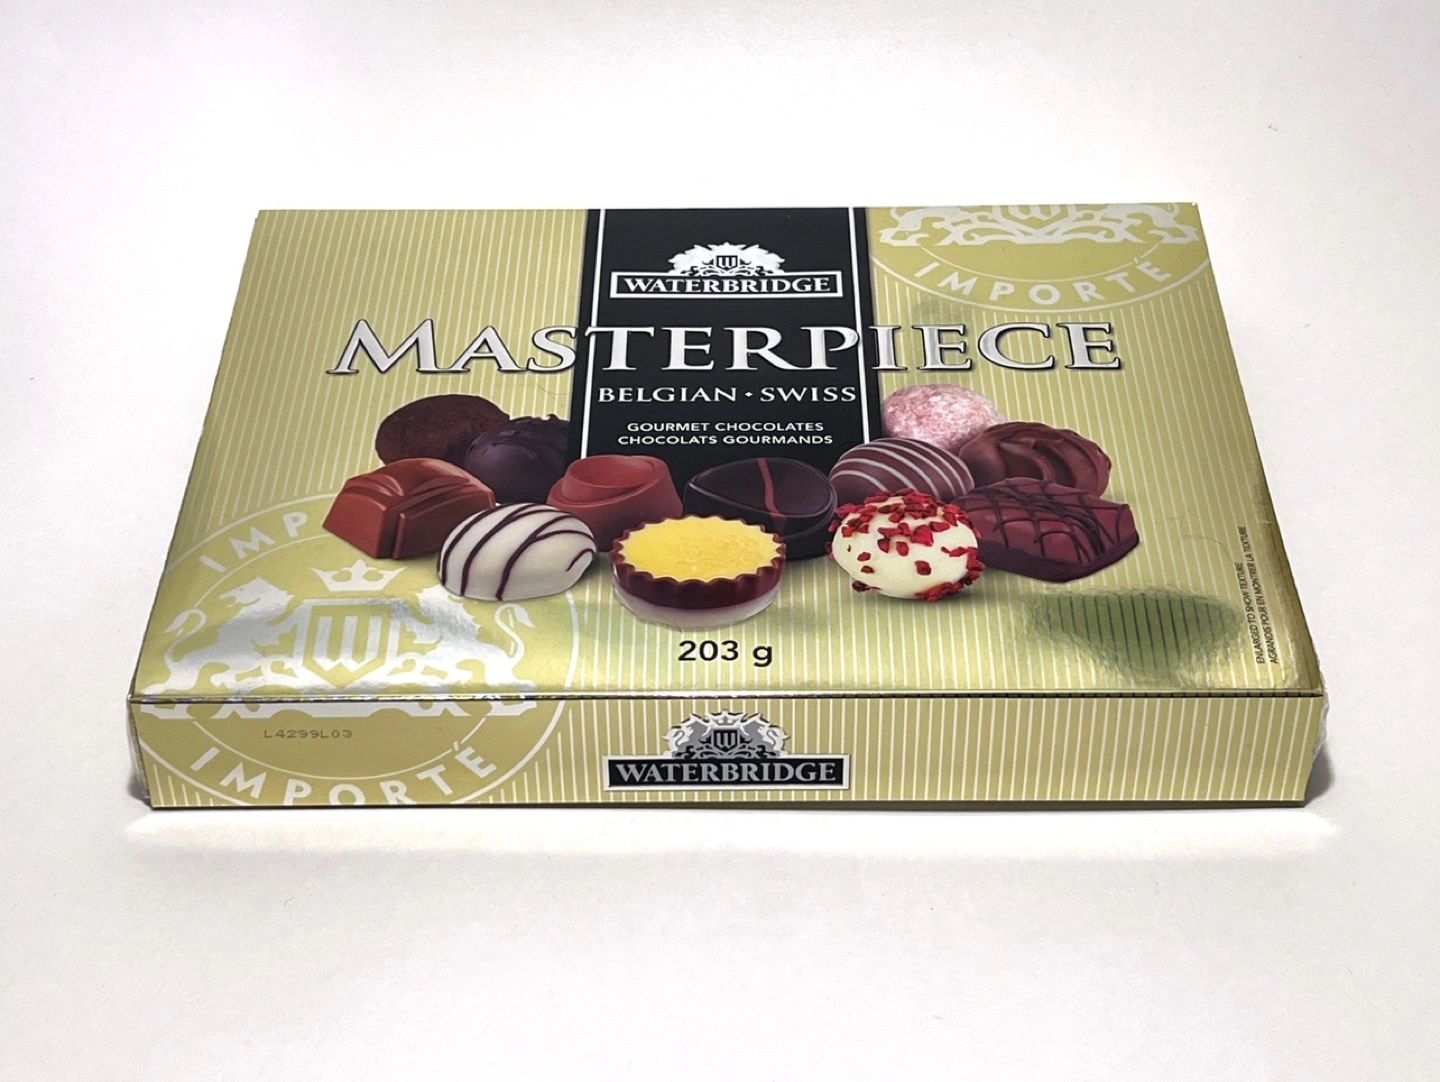 IMPORTÉ
W
WATERBRIDGE
MASTERPIECE
BELGIAN • SWISS
GOURMET CHOCOLATES
CHOCOLATS GOURMANDS
IMP
W
203 g
ENLARGED TO SHOW TEXTURE
AGRANDIS POUR EN MONTRER LA TEXTURE
L4299L03
IMPORTÉ
W
WATERBRIDGE